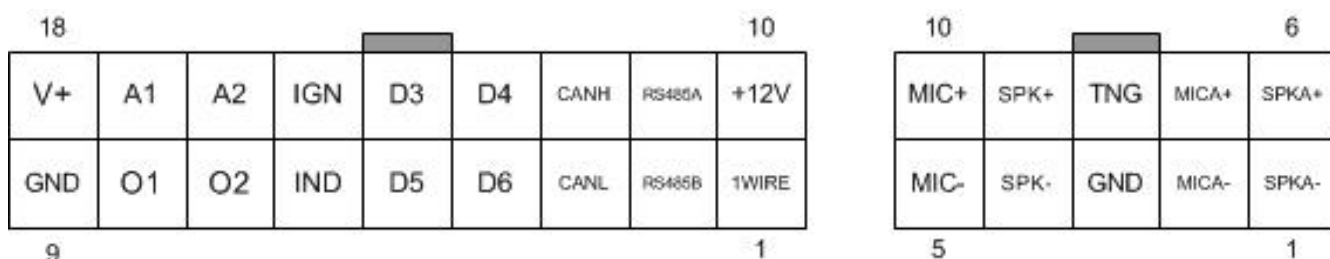 18 10 10 6
V+ A1 A2 IGN D3 D4 CANH RS485A +12V MIC+ SPK+ TNG MICA+ SPKA+
GND O1 O2 IND D5 D6 CANL RS485B 1WIRE MIC- SPK- GND MICA- SPKA-
9 1 5 1